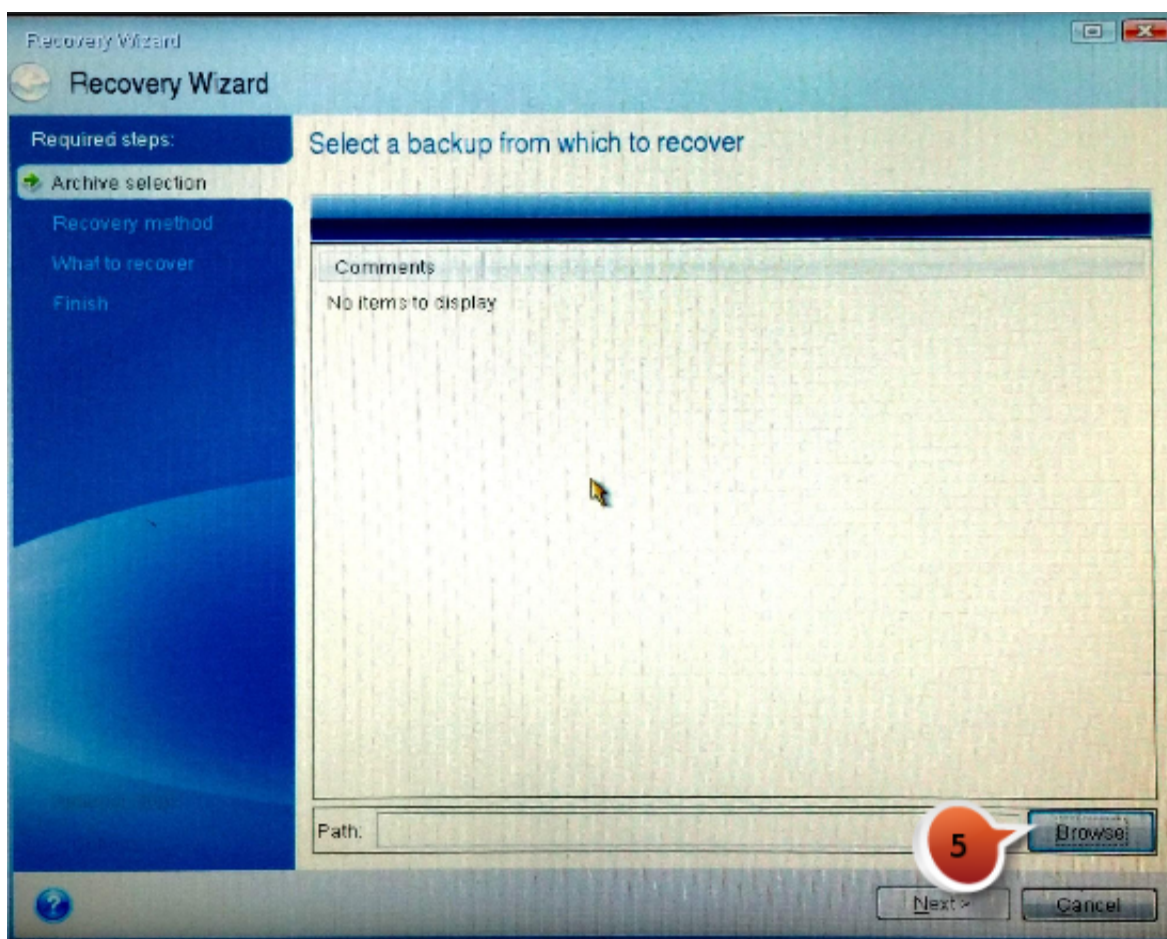 Recovery Wizard
Recovery Wizard
Required steps:
Select a backup from which to recover
Archive selection
Recovery method
What to recover
Finish
Comments
No items to display
Path:
5
Browse
?
Next >
Cancel